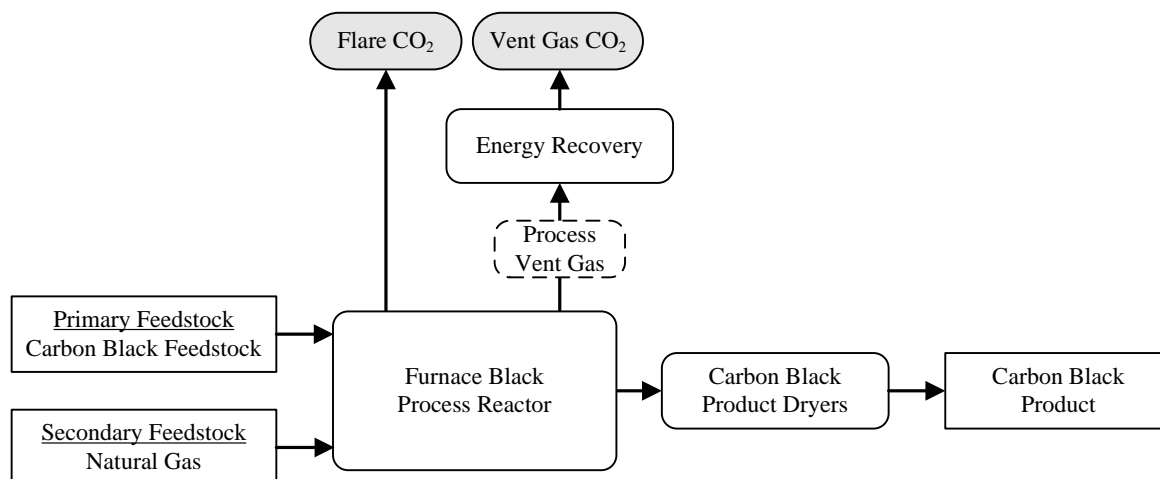 Flare CO₂
Vent Gas CO₂
Energy Recovery
Process
Vent Gas
Primary Feedstock
Carbon Black Feedstock
Furnace Black
Process Reactor
Carbon Black
Product Dryers
Carbon Black
Product
Secondary Feedstock
Natural Gas